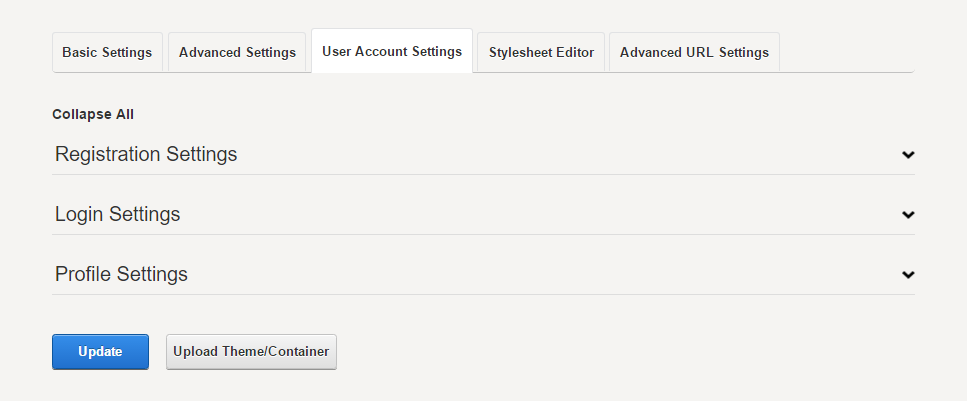 Basic Settings Advanced Settings User Account Settings Stylesheet Editor Advanced URL Settings
Collapse All
Registration Settings
Login Settings
Profile Settings
Update Upload Theme/Container